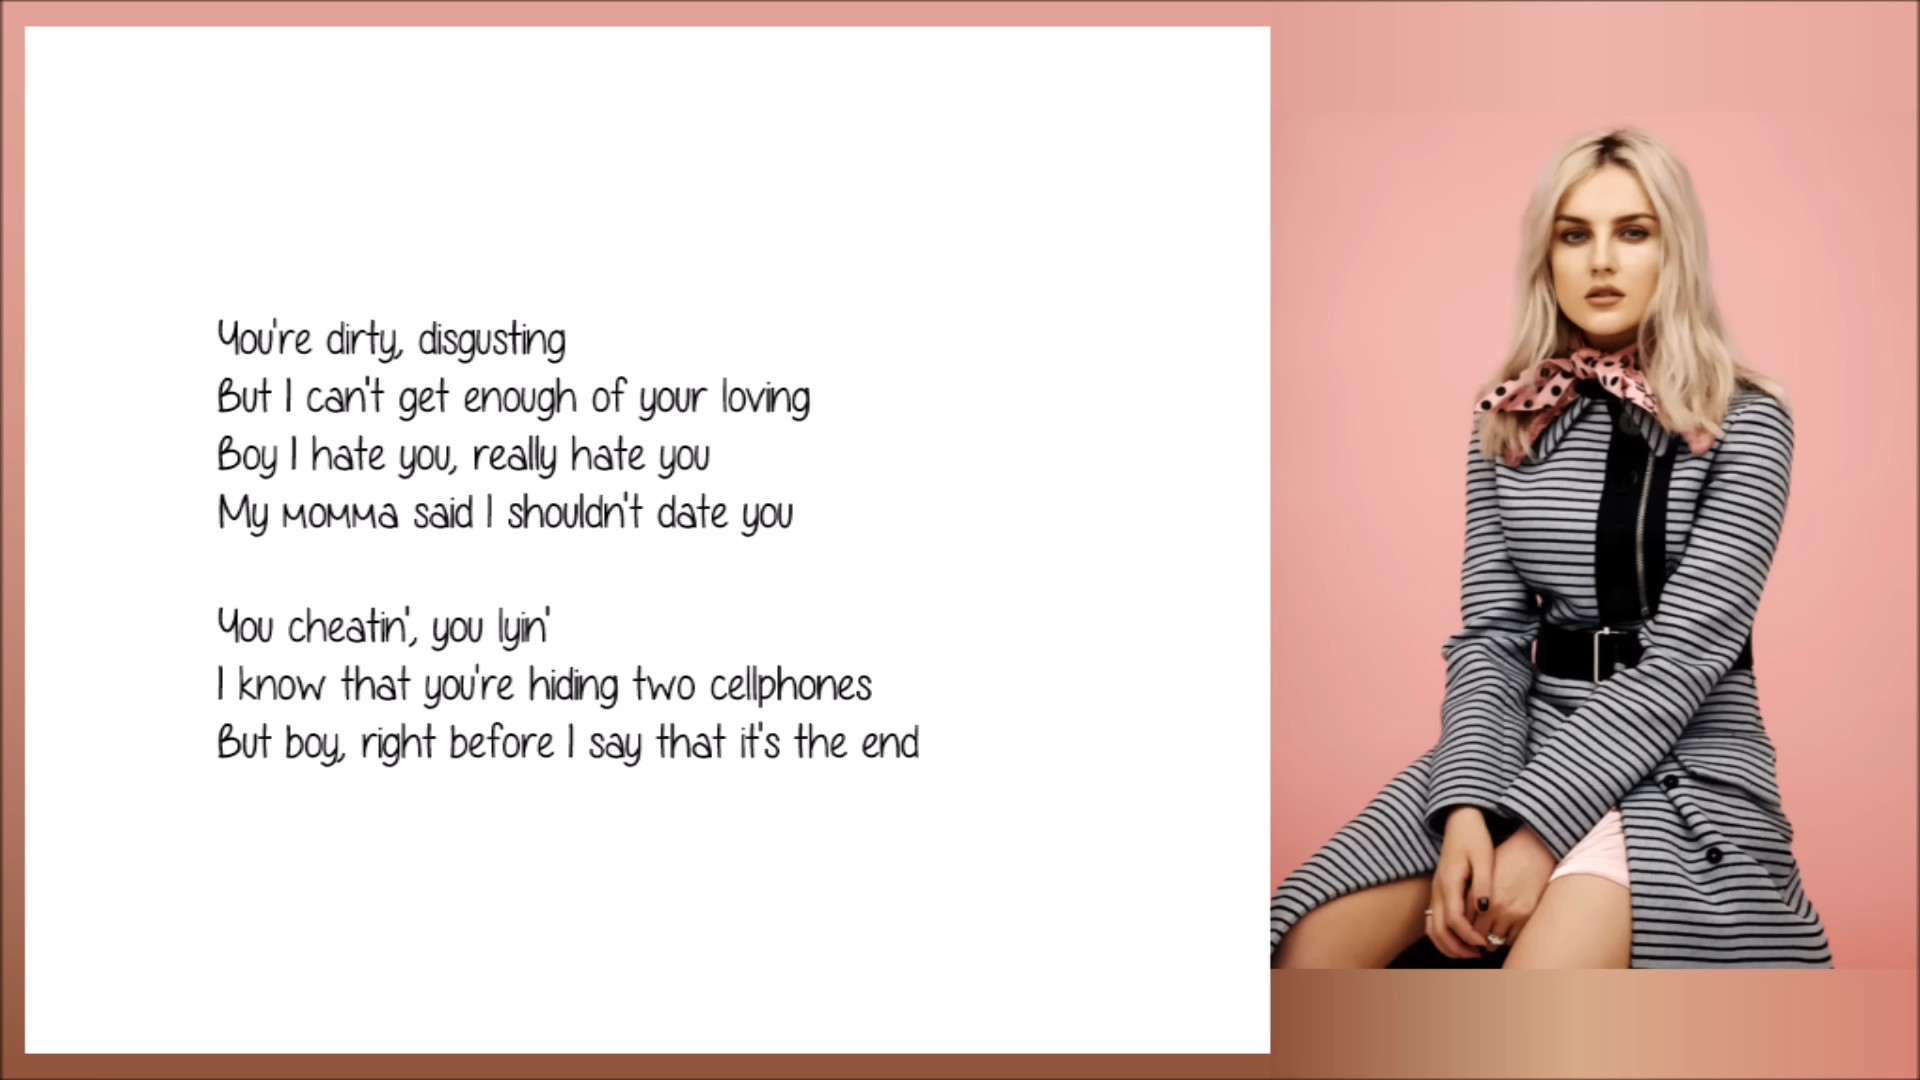 You're dirty, disgusting
But I can't get enough of your loving
Boy I hate you, really hate you
My momma said I shouldn't date you
You cheatin', you lyin'
I know that you're hiding two cellphones
But boy, right before I say that it's the end